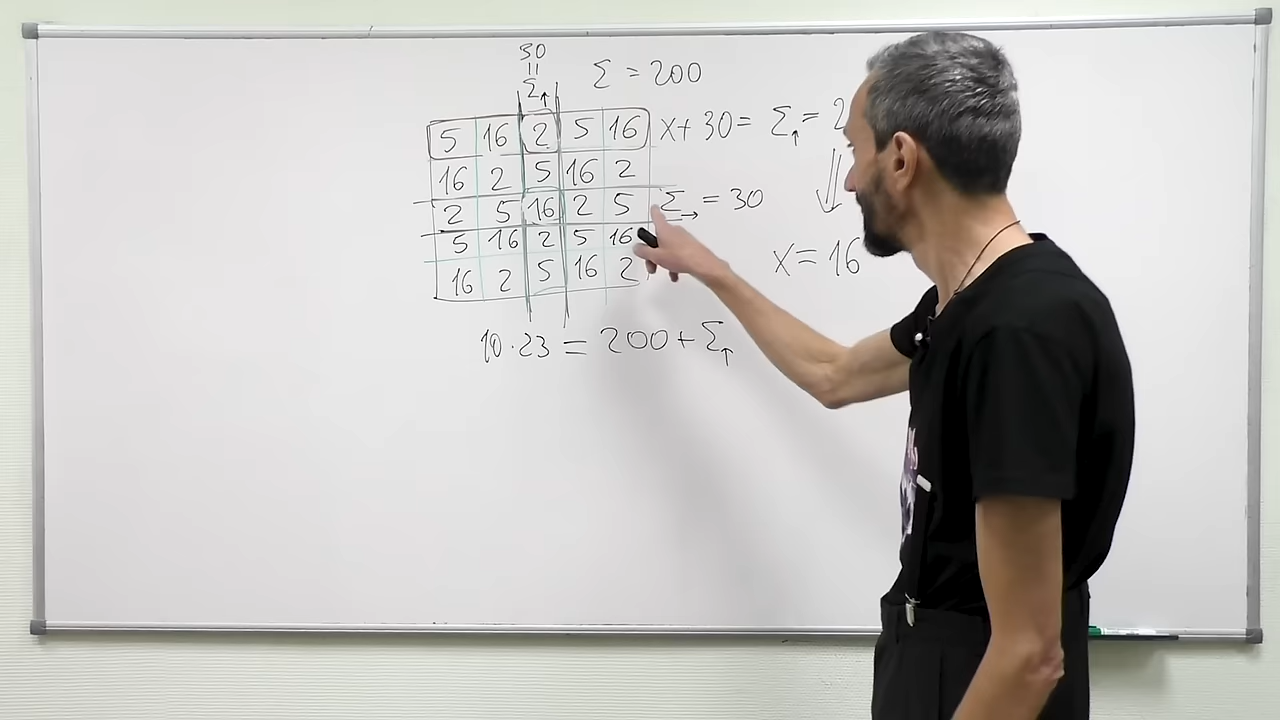 30
=
Σ↑
Σ = 200
5 16 2 5 16
x + 30 = Σ↑ = 2
16 2 5 16 2
2 5 16 2 5
Σ→ = 30
5 16 2 5 16
16 2 5 16 2
⇓
x = 16
10 · 23 = 200 + Σ↑